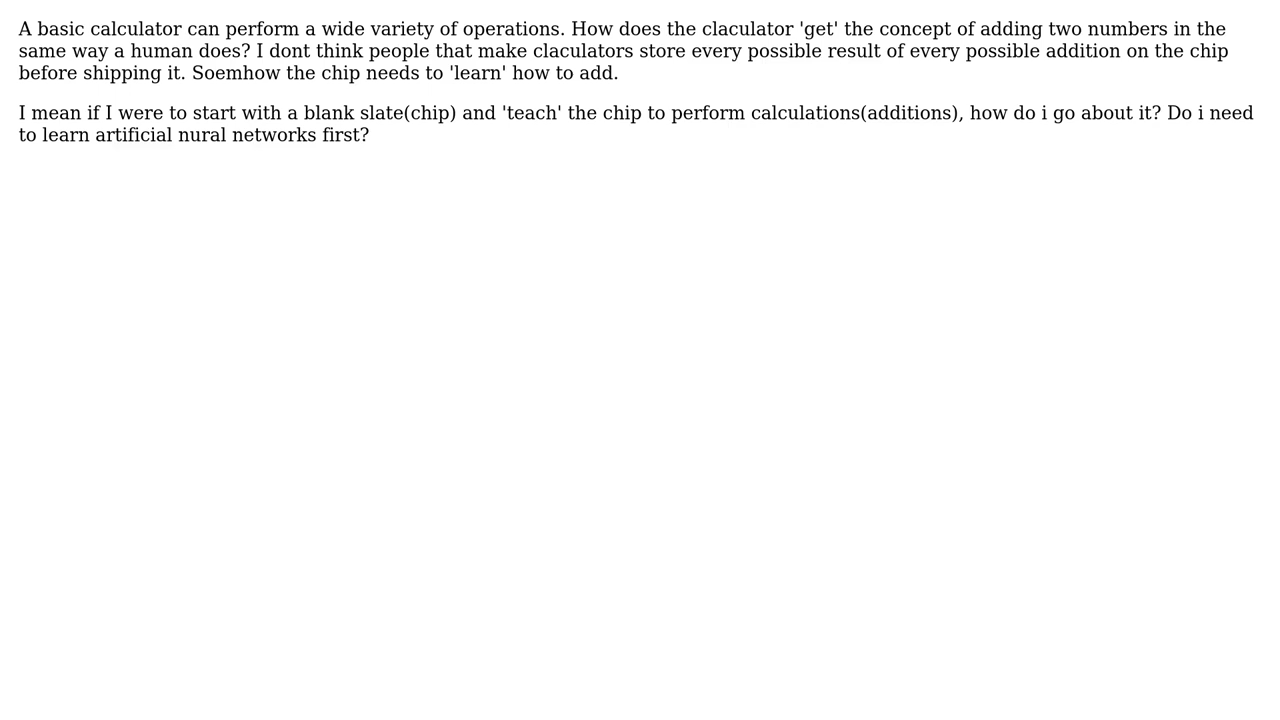 A basic calculator can perform a wide variety of operations. How does the claculator 'get' the concept of adding two numbers in the
same way a human does? I dont think people that make claculators store every possible result of every possible addition on the chip
before shipping it. Soemhow the chip needs to 'learn' how to add.
I mean if I were to start with a blank slate(chip) and 'teach' the chip to perform calculations(additions), how do i go about it? Do i need
to learn artificial nural networks first?